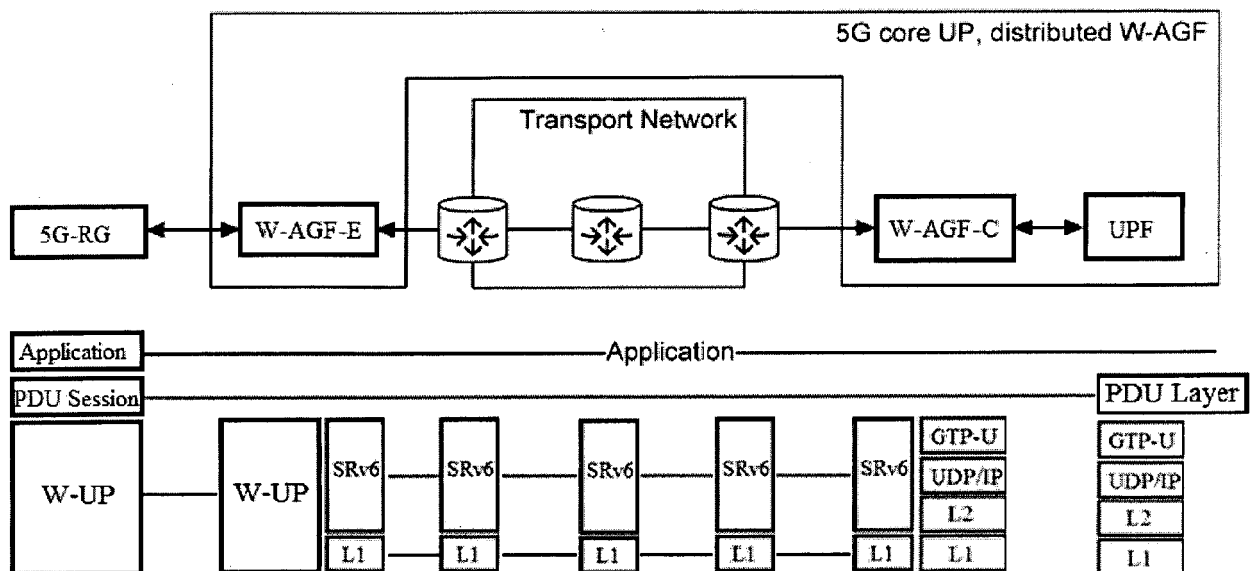 5G core UP, distributed W-AGF
Transport Network
5G-RG
W-AGF-E
W-AGF-C
UPF
Application
Application
PDU Session
PDU Layer
W-UP
W-UP
SRv6
SRv6
SRv6
SRv6
SRv6
GTP-U
GTP-U
UDP/IP
UDP/IP
L2
L2
L1
L1
L1
L1
L1
L1
L1